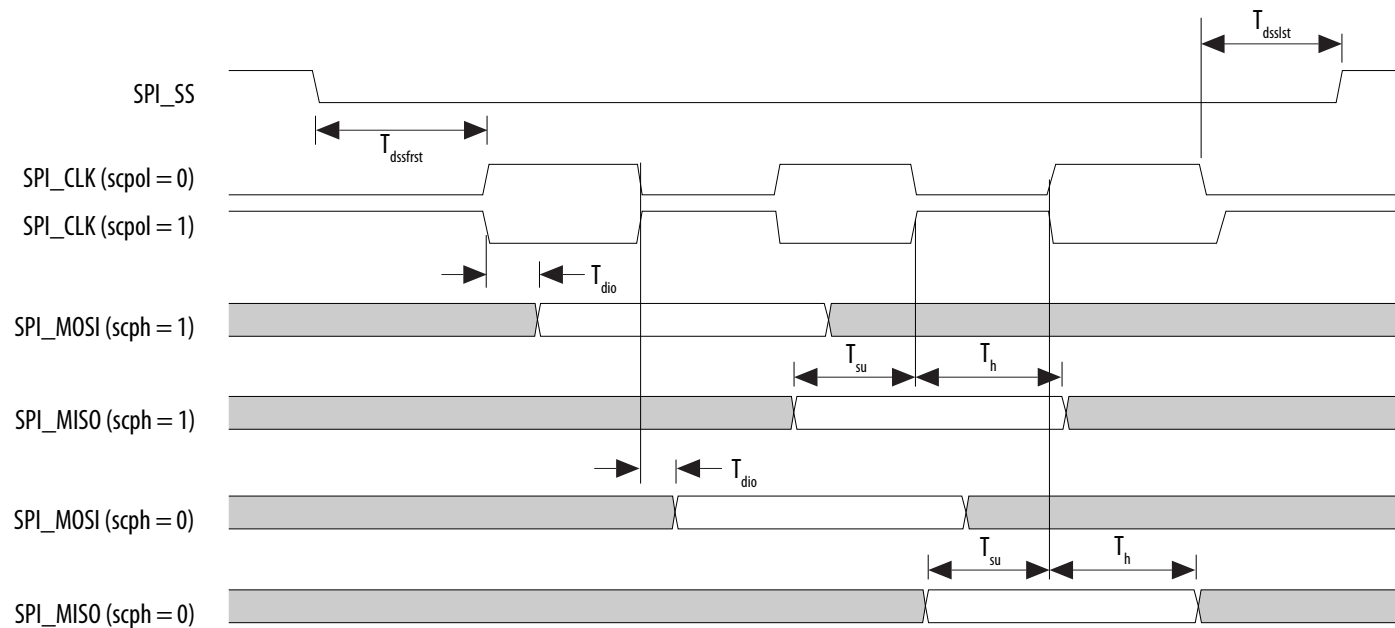 T_dsslst
SPI_SS
T_dssfrst
SPI_CLK (scpol = 0)
SPI_CLK (scpol = 1)
T_dio
SPI_MOSI (scph = 1)
T_su T_h
SPI_MISO (scph = 1)
T_dio
SPI_MOSI (scph = 0)
T_su T_h
SPI_MISO (scph = 0)